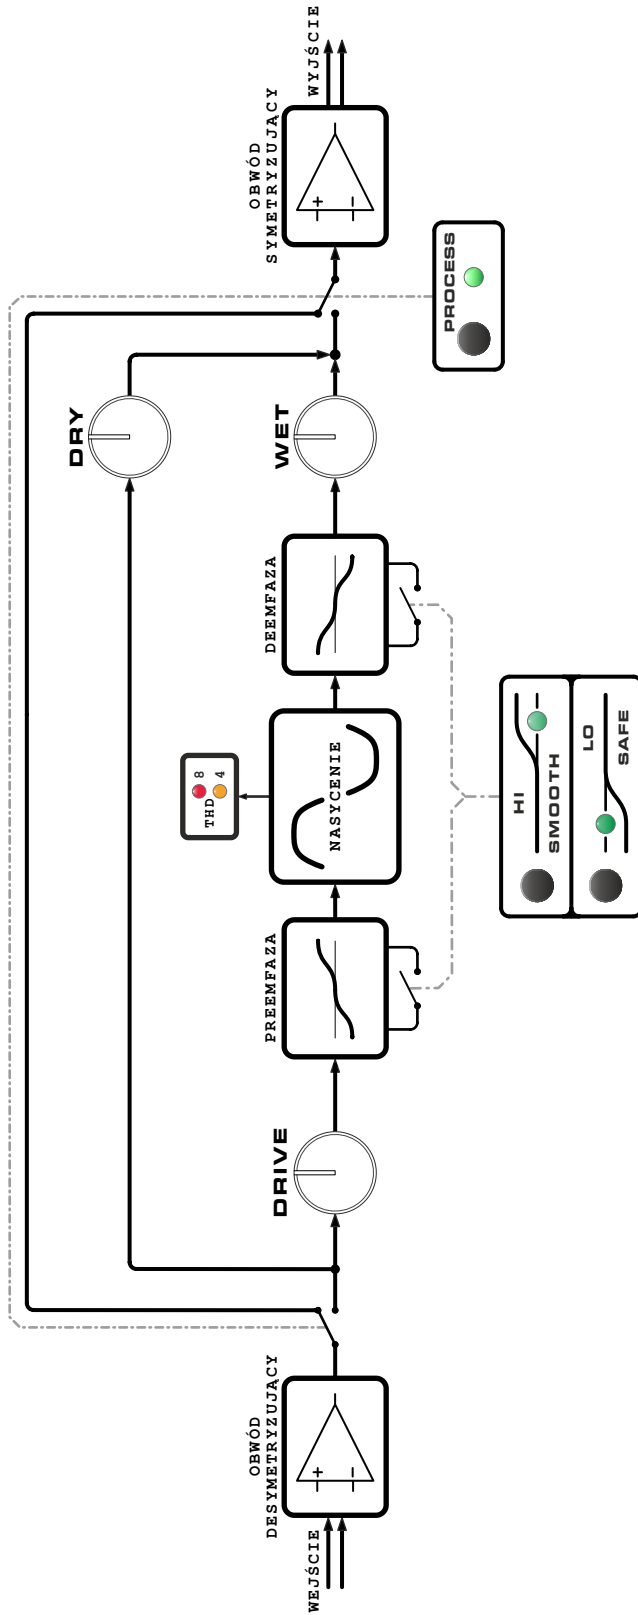 WEJŚCIE
OBWÓD
DESYMETRYZUJĄCY
DRIVE
PREEMFAZA
NASYCENIE
THD
8
4
DEEMFAZA
DRY
WET
OBWÓD
SYMETRYZUJĄCY
WYJŚCIE
PROCESS
HI
SMOOTH
LO
SAFE